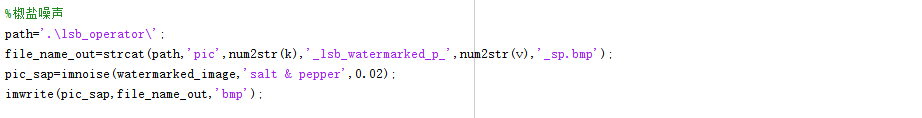 %椒盐噪声
path='.\lsb_operator\';
file_name_out=strcat(path,'pic',num2str(k),'_lsb_watermarked_p_',num2str(v),'_sp.bmp');
pic_sap=imnoise(watermarked_image,'salt & pepper',0.02);
imwrite(pic_sap,file_name_out,'bmp');